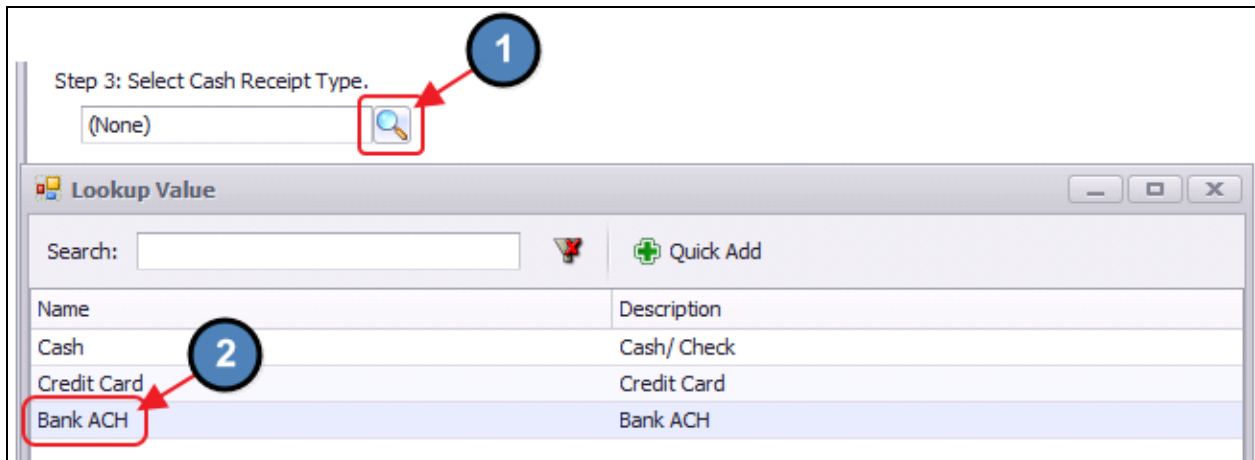 1
Step 3: Select Cash Receipt Type.
(None)
Lookup Value
Search: Quick Add
Name Description
Cash Cash/ Check
2
Credit Card Credit Card
Bank ACH Bank ACH